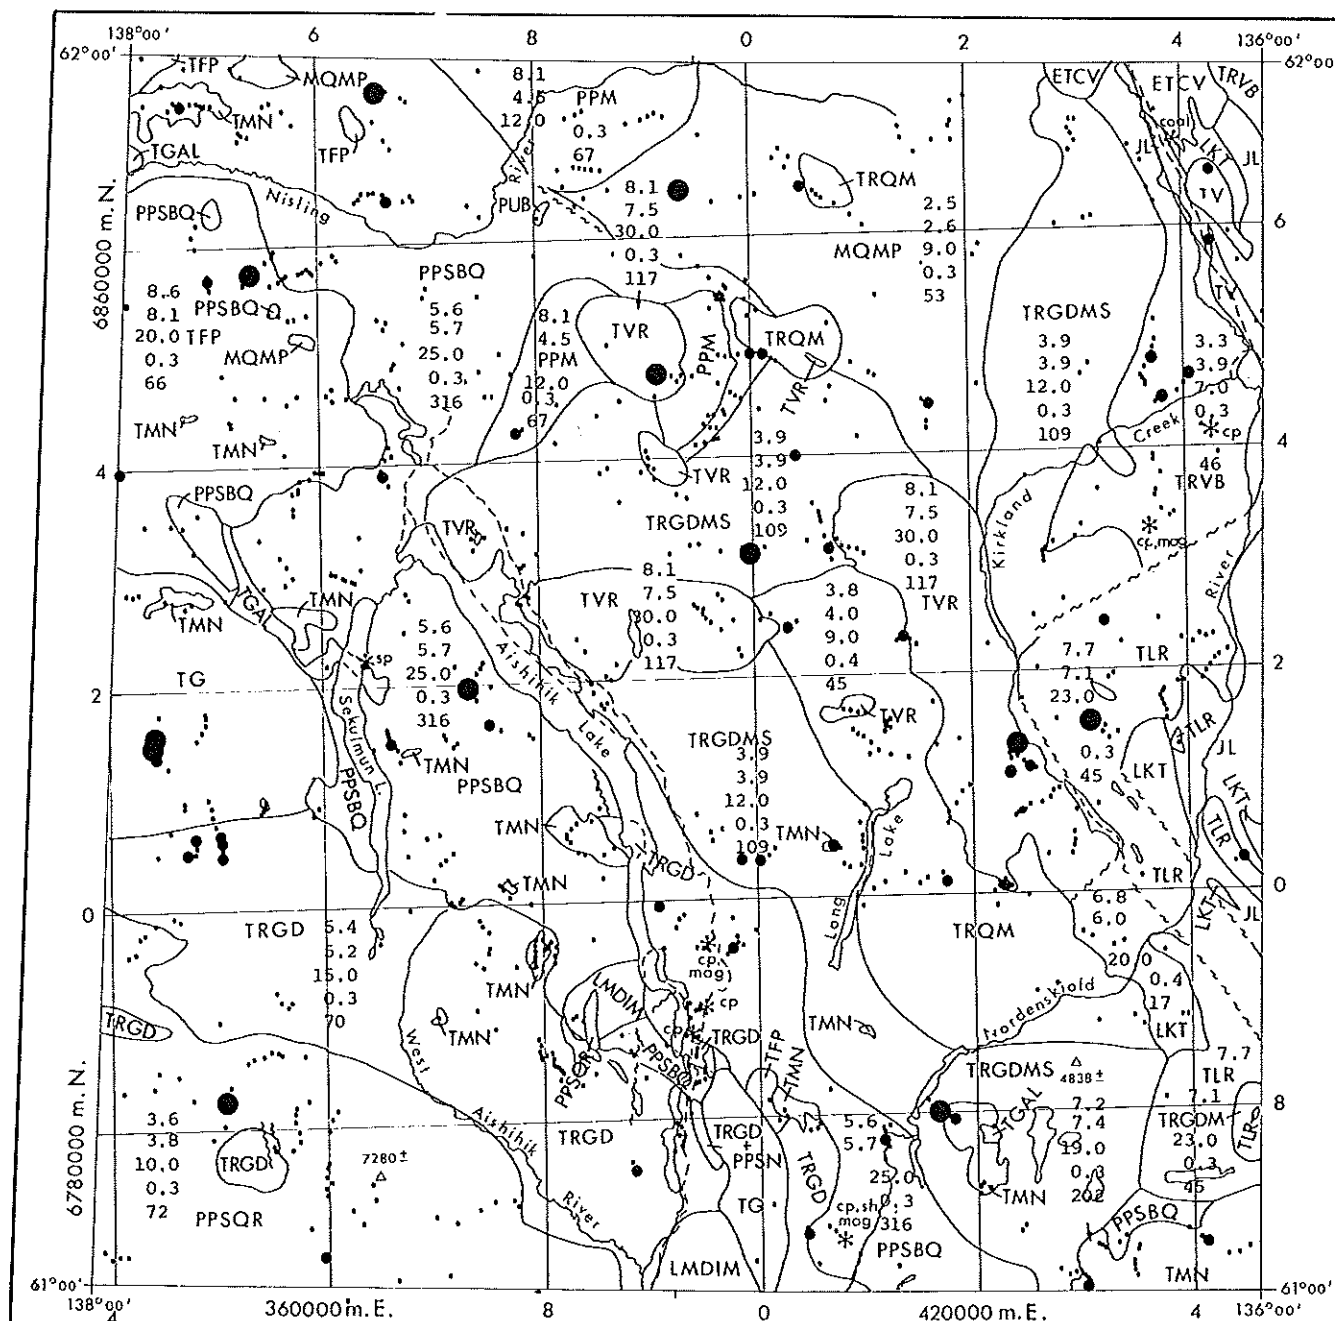 138°00'
6
8
0
2
4
136°00'
62°00'
62°00'
TFP
MQMP
TMN
TGAL
TFP
Nisling
River
PUB
8.1
4.5
12.0
PPM
0.3
67
ETCV
ETCV
TRVB
coal
JL
LKT
JL
TV
TV
6
TRQM
2.5
2.6
9.0
0.3
53
MQMP
8.1
7.5
30.0
0.3
117
TVR
PPM
TRQM
TVR
TVR
6860000 m. N.
PPSBQ
8.6
8.1
20.0
0.3
66
PPSBQ
TFP
MQMP
TMN
TMN
PPSBQ
5.6
5.7
25.0
0.3
316
8.1
4.5
PPM
12.0
0.3
67
TRGDMS
3.9
3.9
12.0
0.3
109
3.3
3.9
7.0
0.3
cp
46
TRVB
Creek
4
4
Kirkland
cp, mag
River
PPSBQ
TVR
3.9
3.9
12.0
0.3
109
TRGDMS
8.1
7.5
30.0
0.3
117
TVR
TGAL
TMN
TMN
TG
sp
5.6
5.7
25.0
0.3
316
Aishihik
Lake
TVR
8.1
7.5
30.0
0.3
117
3.8
4.0
9.0
0.4
45
TVR
7.7
7.1
23.0
0.3
45
TLR
TLR
JL
LKT
LKT
TLR
2
2
Sekulmun L.
PPSBQ
TMN
PPSBQ
TMN
TRGD
TMN
TRGDMS
3.9
3.9
12.0
0.3
109
TMN
Long
Lake
TLR
LKT
JL
0
0
TRGD
5.4
5.2
15.0
0.3
70
TRGD
West
TMN
TMN
cp,
mag
cp
cp
LMDIM
TRGD
PPSQR
PPSBQ
TFP
TMN
TMN
TRQM
6.8
6.0
20.0
0.4
17
Nordenskiold
LKT
TRGDMS
4838±
7.2
7.4
19.0
0.3
202
TGAL
TMN
7.7
TLR
7.1
TRGDM
23.0
0.3
45
TLR
8
6780000 m. N.
3.6
3.8
10.0
0.3
72
TRGD
PPSQR
7280±
Aishihik
River
TRGD
TRGD
+
PPSN
TG
LMDIM
TRGD
5.6
5.7
25.0
0.3
316
cp,sh,
mag
PPSBQ
PPSBQ
TMN
61°00'
61°00'
138°00'
4
360000 m.E.
8
0
420000 m.E.
4
136°00'